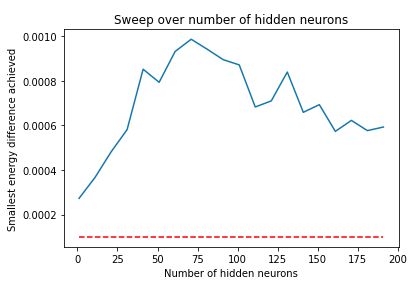 Sweep over number of hidden neurons
Smallest energy difference achieved
0.0010
0.0008
0.0006
0.0004
0.0002
0 25 50 75 100 125 150 175 200
Number of hidden neurons